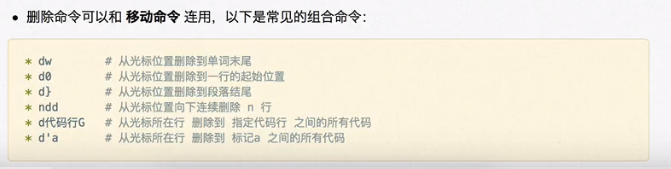 • 删除命令可以和 移动命令 连用，以下是常见的组合命令：
* dw # 从光标位置删除到单词末尾
* d0 # 从光标位置删除到一行的起始位置
* d} # 从光标位置删除到段落结尾
* ndd # 从光标位置向下连续删除 n 行
* d代码行G # 从光标所在行 删除到 指定代码行 之间的所有代码
* d'a # 从光标所在行 删除到 标记a 之间的所有代码